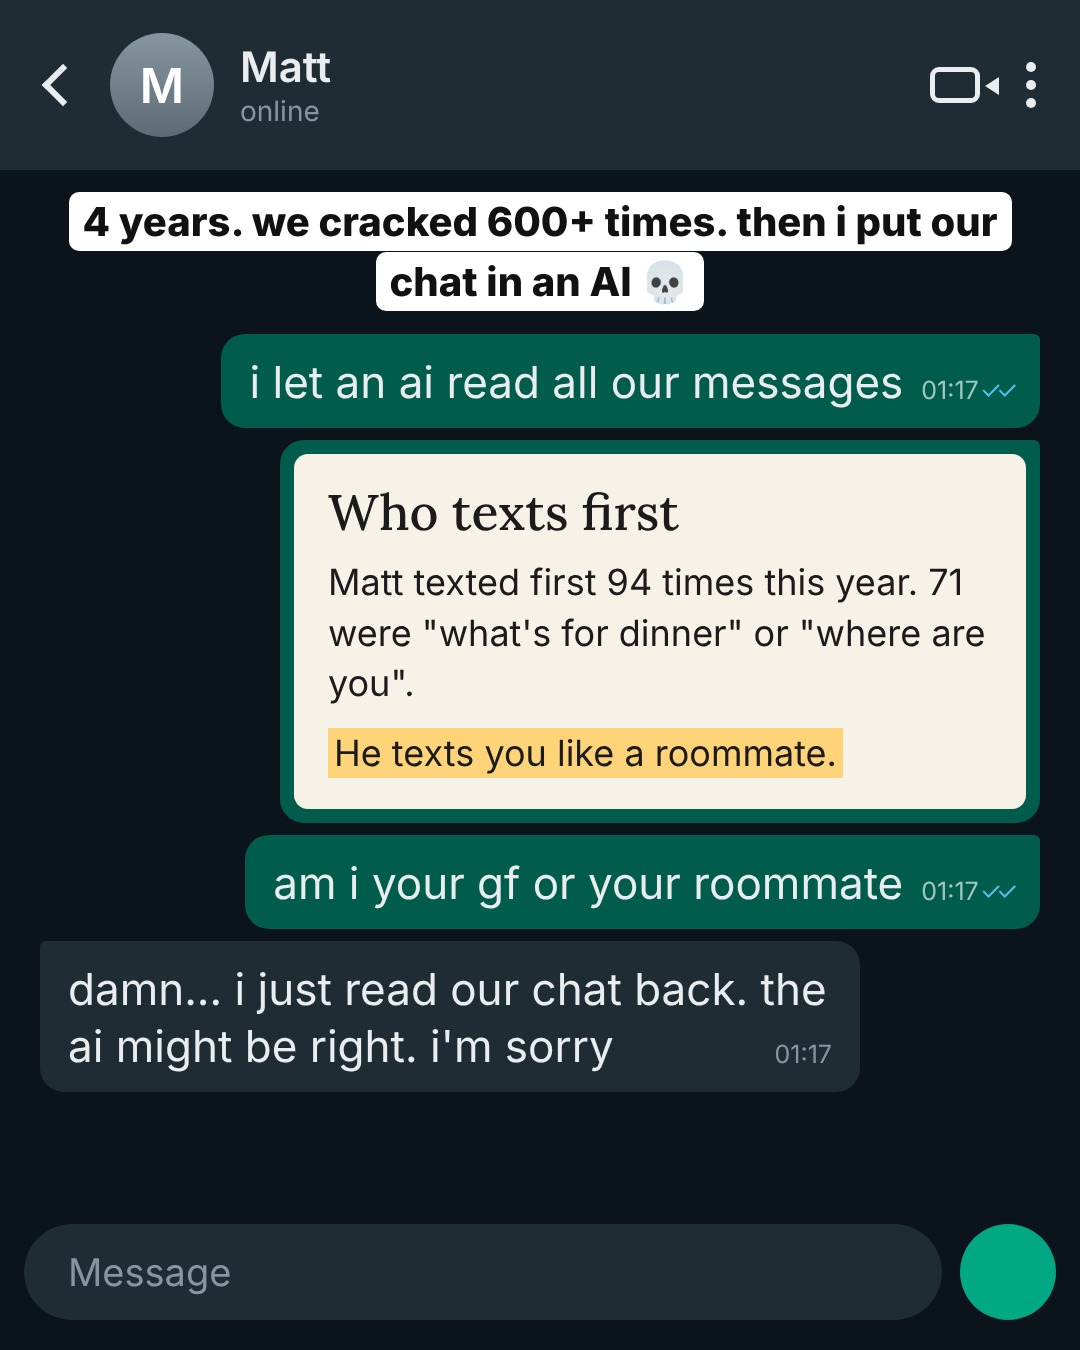 M
Matt
online
4 years. we cracked 600+ times. then i put our
chat in an AI 💀
i let an ai read all our messages 01:17
Who texts first
Matt texted first 94 times this year. 71
were "what's for dinner" or "where are
you".
He texts you like a roommate.
am i your gf or your roommate 01:17
damn... i just read our chat back. the
ai might be right. i'm sorry 01:17
Message